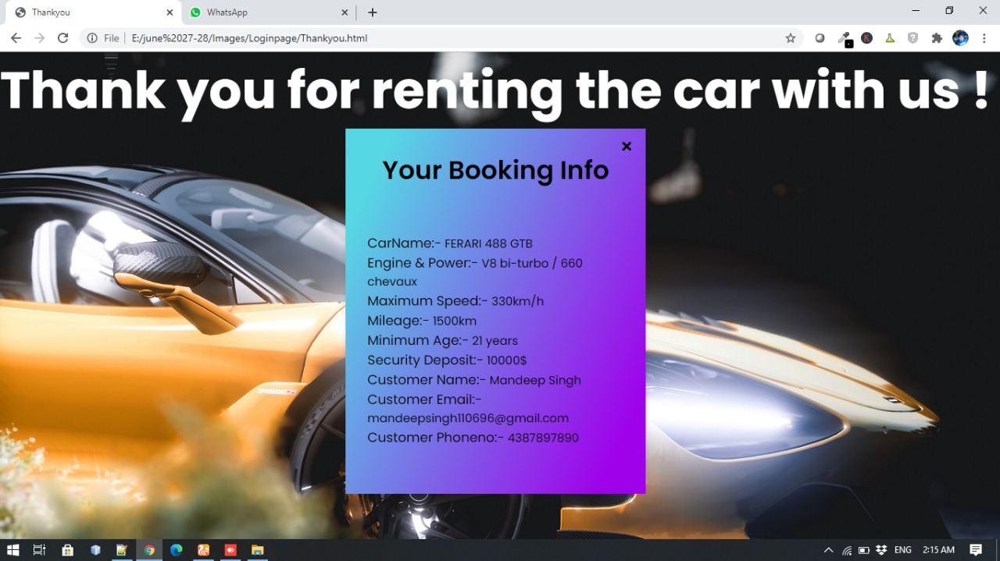 Thankyou
WhatsApp
File
E:/june%2027-28/Images/Loginpage/Thankyou.html
K
Thank you for renting the car with us !
Your Booking Info
CarName:- FERARI 488 GTB
Engine & Power:- V8 bi-turbo / 660
chevaux
Maximum Speed:- 330km/h
Mileage:- 1500km
Minimum Age:- 21 years
Security Deposit:- 10000$
Customer Name:- Mandeep Singh
Customer Email:-
mandeepsingh110696@gmail.com
Customer Phoneno:- 4387897890
ENG
2:15 AM